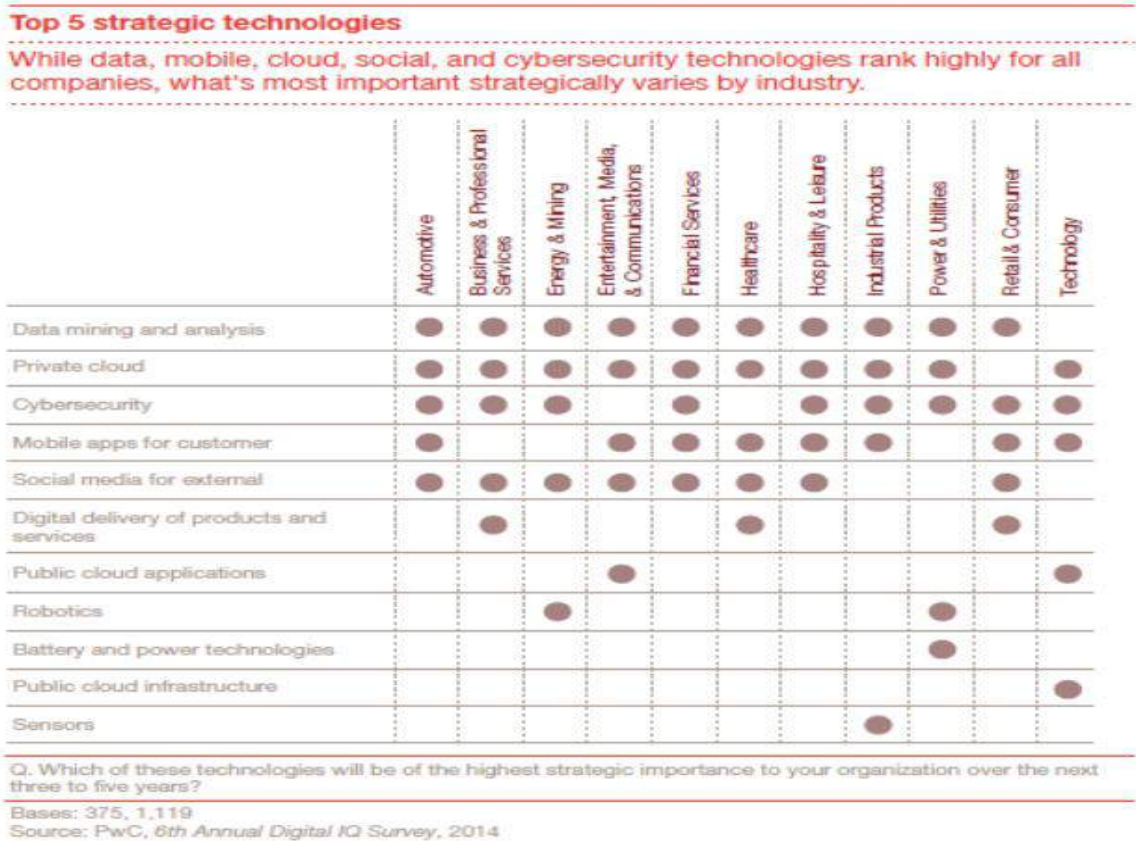 Top 5 strategic technologies
While data, mobile, cloud, social, and cybersecurity technologies rank highly for all
companies, what's most important strategically varies by industry.
Automotive
Business & Professional
Services
Energy & Mining
Entertainment, Media,
& Communications
Financial Services
Healthcare
Hospitality & Leisure
Industrial Products
Power & Utilities
Retail & Consumer
Technology
Data mining and analysis
Private cloud
Cybersecurity
Mobile apps for customer
Social media for external
Digital delivery of products and
services
Public cloud applications
Robotics
Battery and power technologies
Public cloud infrastructure
Sensors
Q. Which of these technologies will be of the highest strategic importance to your organization over the next
three to five years?
Bases: 375, 1,119
Source: PwC, 6th Annual Digital IQ Survey, 2014